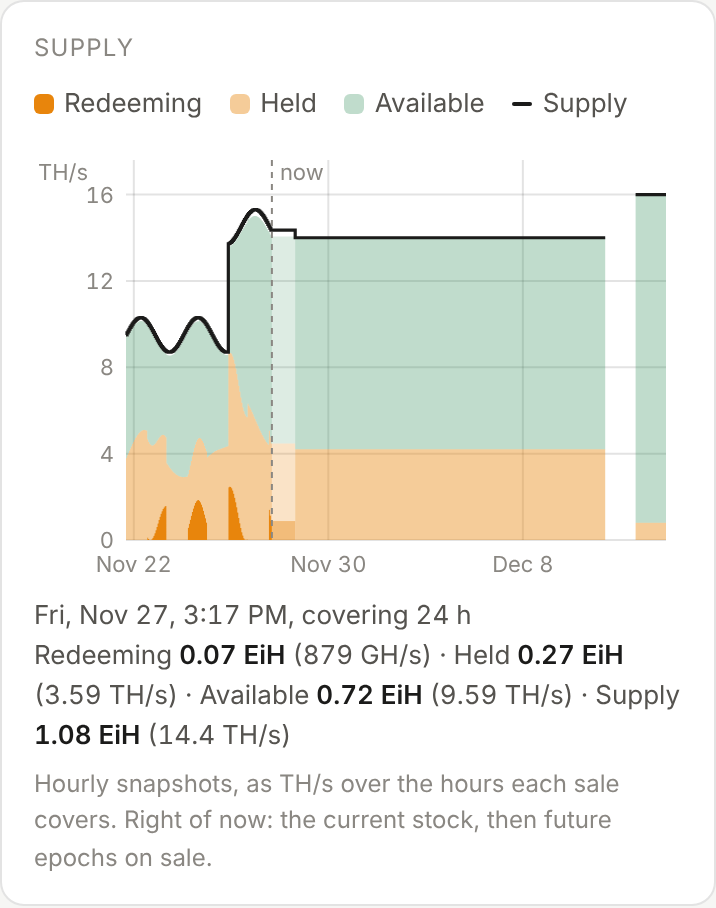 SUPPLY
Redeeming Held Available Supply
TH/s
now
16
12
8
4
0
Nov 22 Nov 30 Dec 8
Fri, Nov 27, 3:17 PM, covering 24 h
Redeeming 0.07 EiH (879 GH/s) · Held 0.27 EiH
(3.59 TH/s) · Available 0.72 EiH (9.59 TH/s) · Supply
1.08 EiH (14.4 TH/s)
Hourly snapshots, as TH/s over the hours each sale
covers. Right of now: the current stock, then future
epochs on sale.